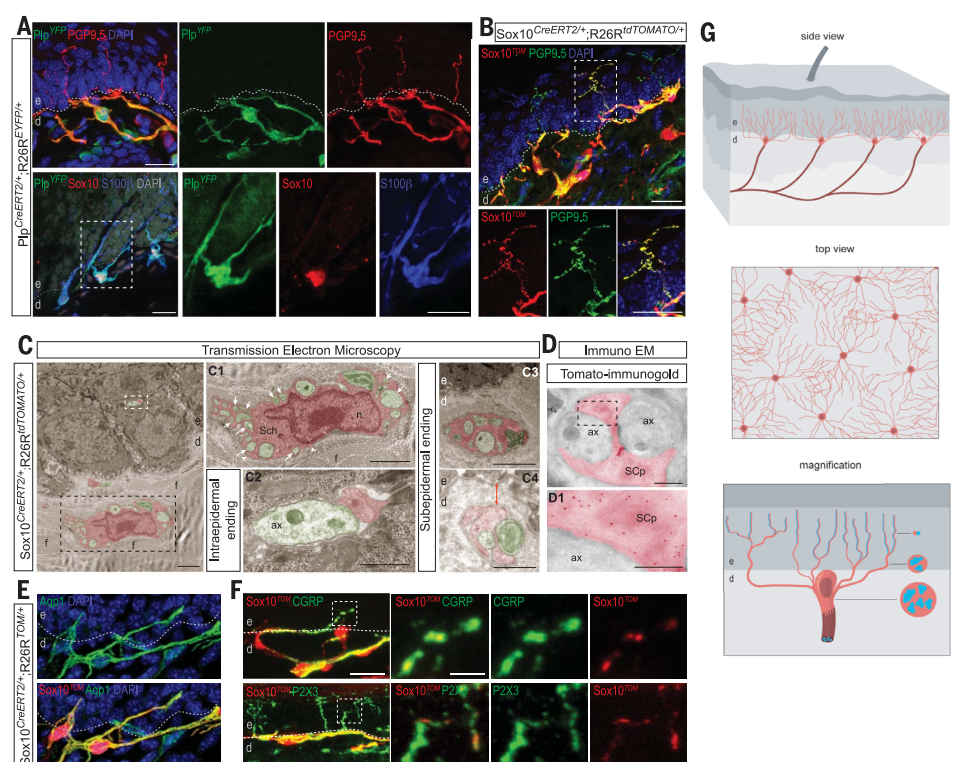 A
Plp^CreERT2/+;R26R^EYFP/+
Plp^YFP PGP9.5 DAPI
Plp^YFP
PGP9.5
e
d
Plp^YFP Sox10 S100β DAPI
Plp^YFP
Sox10
S100β
e
d
B
Sox10^CreERT2/+;R26R^tdTOMATO/+
Sox10^TOM PGP9.5 DAPI
e
d
Sox10^TOM
PGP9.5
C
Transmission Electron Microscopy
Sox10^CreERT2/+;R26R^tdTOMATO/+
e
d
f
f
f
C1
Sch
n
f
Intraepidermal
ending
C2
ax
Subepidermal ending
C3
e
d
C4
e
d
D
Immuno EM
Tomato-immunogold
ax
ax
SCp
D1
SCp
ax
E
Sox10^CreERT2/+;R26R^TOM/+
Aqp1 DAPI
e
d
Sox10^TOM Aqp1 DAPI
e
d
F
Sox10^TOM CGRP
e
d
Sox10^TOM CGRP
CGRP
Sox10^TOM
Sox10^TOM P2X3
e
d
Sox10^TOM P2X3
P2X3
Sox10^TOM
G
side view
e
d
top view
magnification
e
d